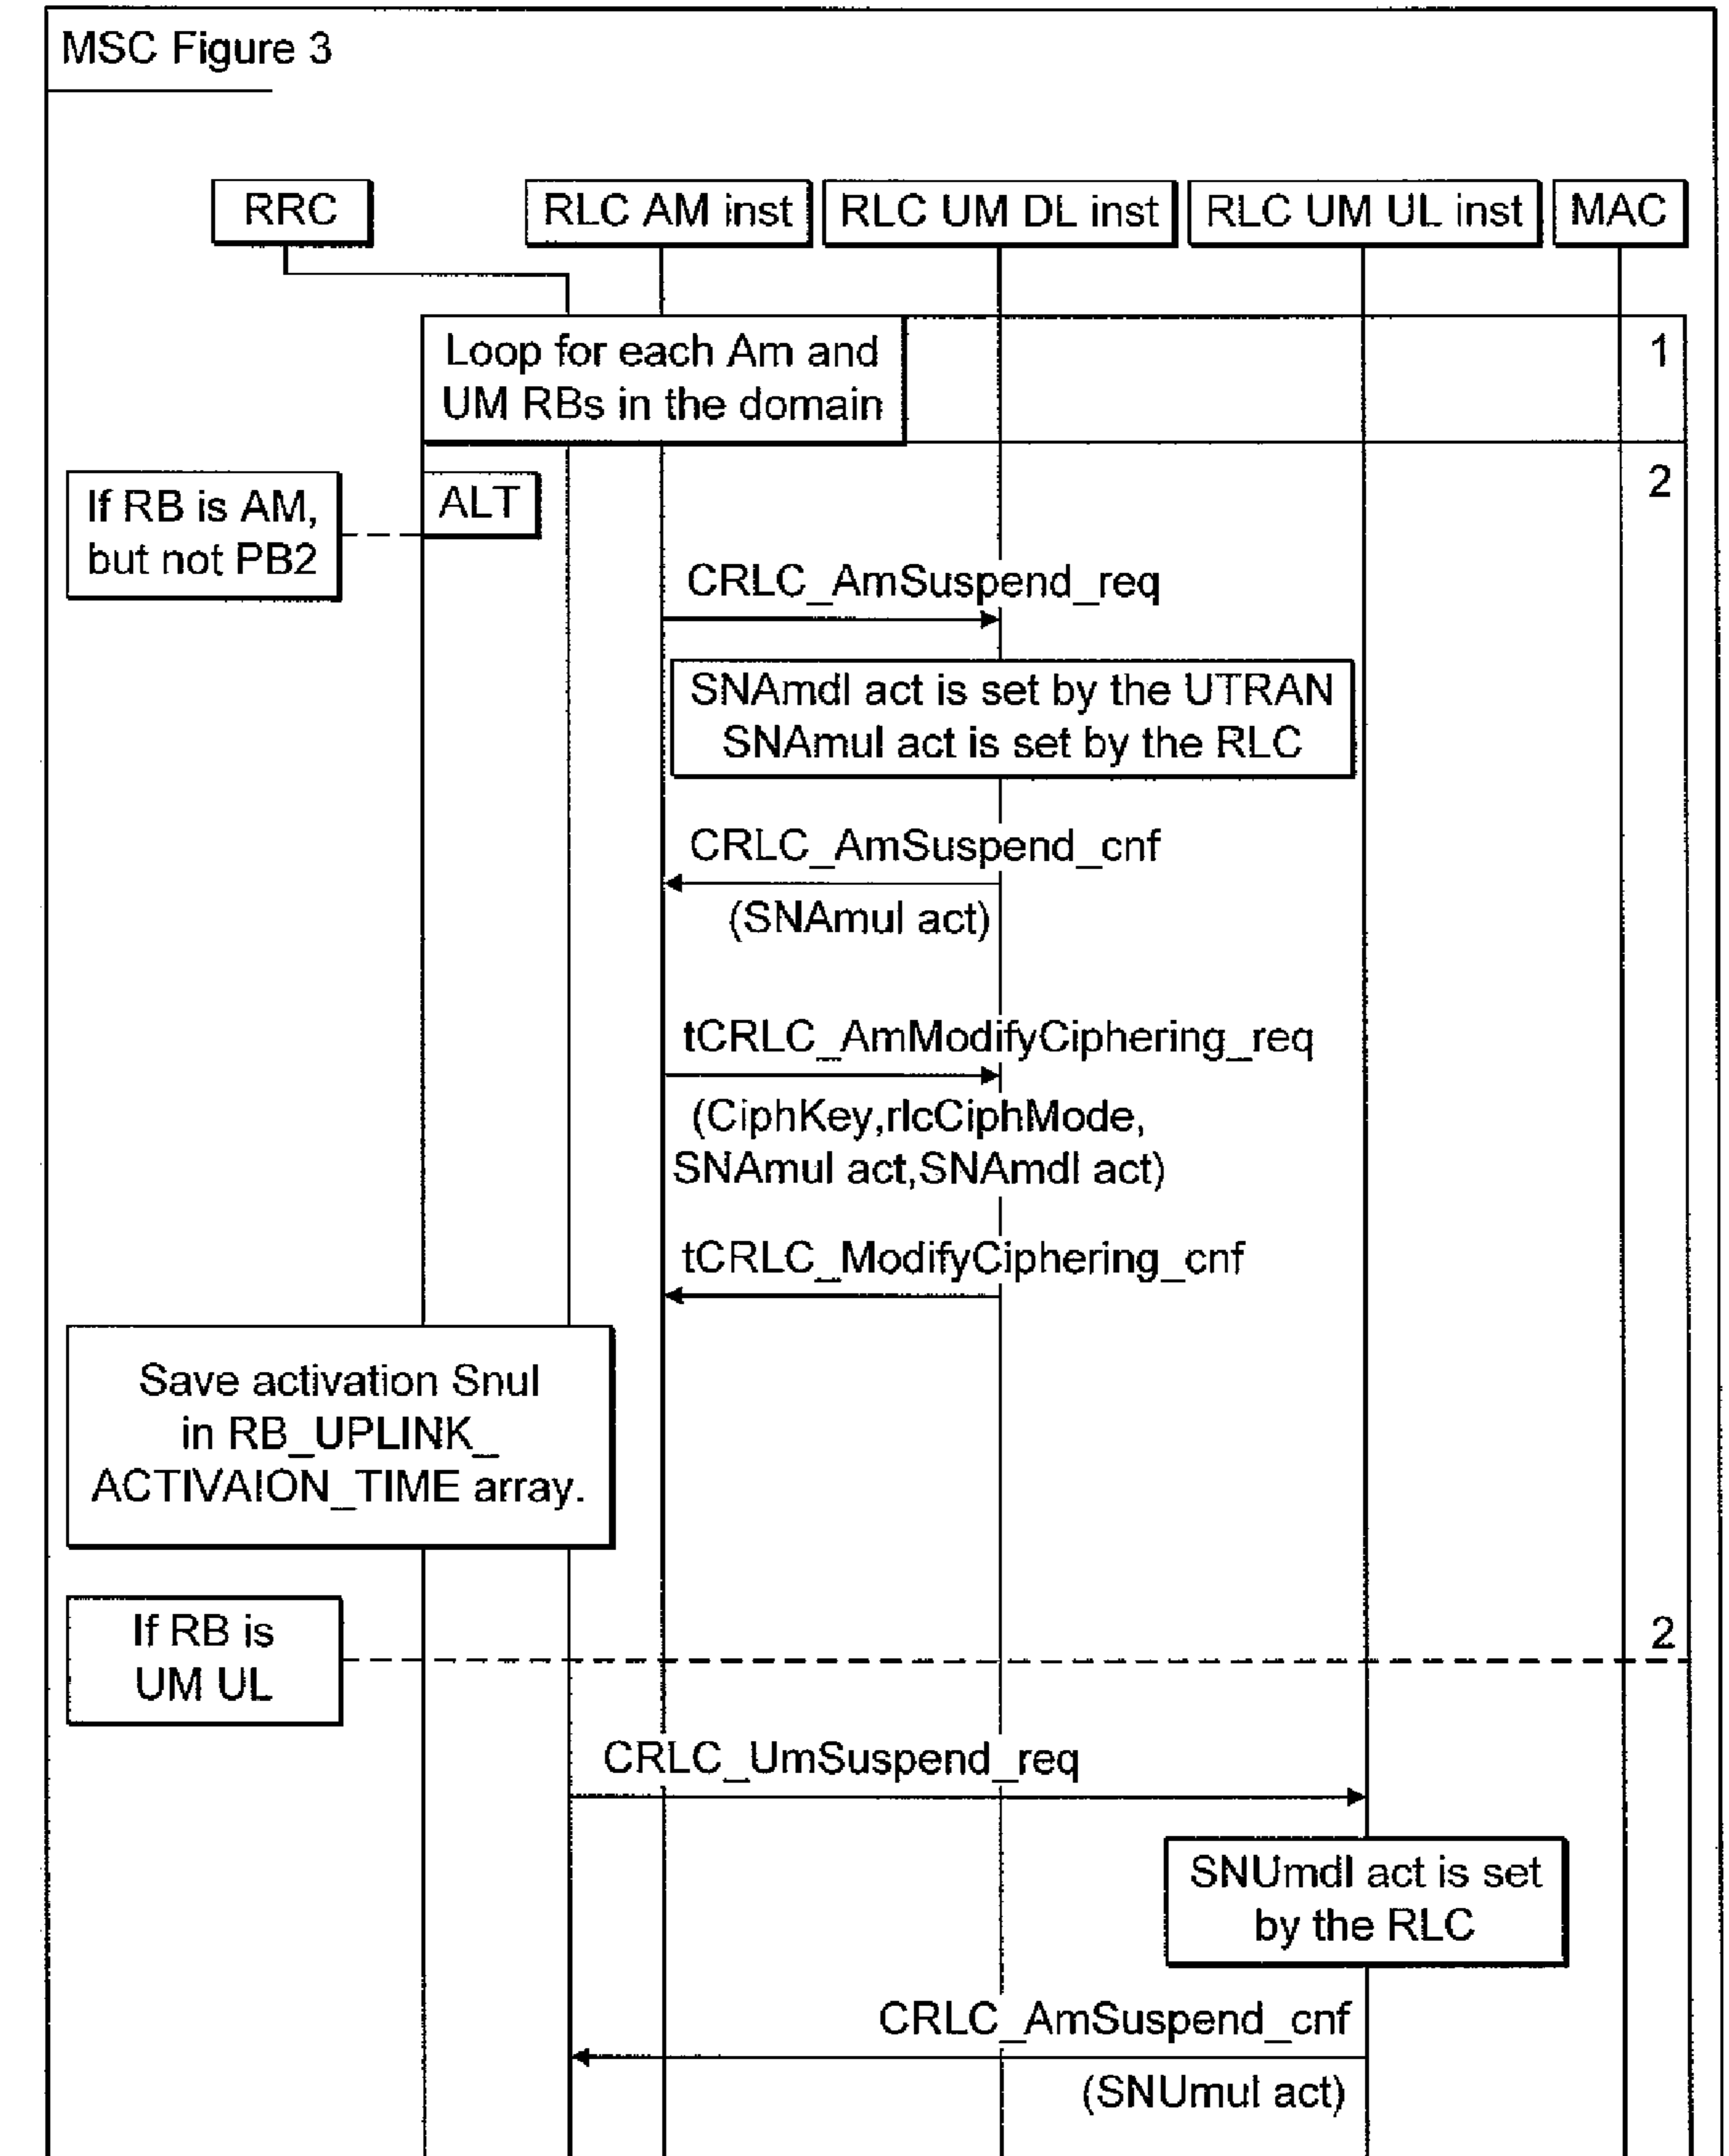 MSC Figure 3
RRC
RLC AM inst
RLC UM DL inst
RLC UM UL inst
MAC
Loop for each Am and
UM RBs in the domain
1
If RB is AM,
but not PB2
ALT
2
CRLC_AmSuspend_req
SNAmdl act is set by the UTRAN
SNAmul act is set by the RLC
CRLC_AmSuspend_cnf
(SNAmul act)
tCRLC_AmModifyCiphering_req
(CiphKey,rlcCiphMode,
SNAmul act,SNAmdl act)
tCRLC_ModifyCiphering_cnf
Save activation Snul
in RB_UPLINK_
ACTIVAION_TIME array.
If RB is
UM UL
2
CRLC_UmSuspend_req
SNUmdl act is set
by the RLC
CRLC_AmSuspend_cnf
(SNUmul act)